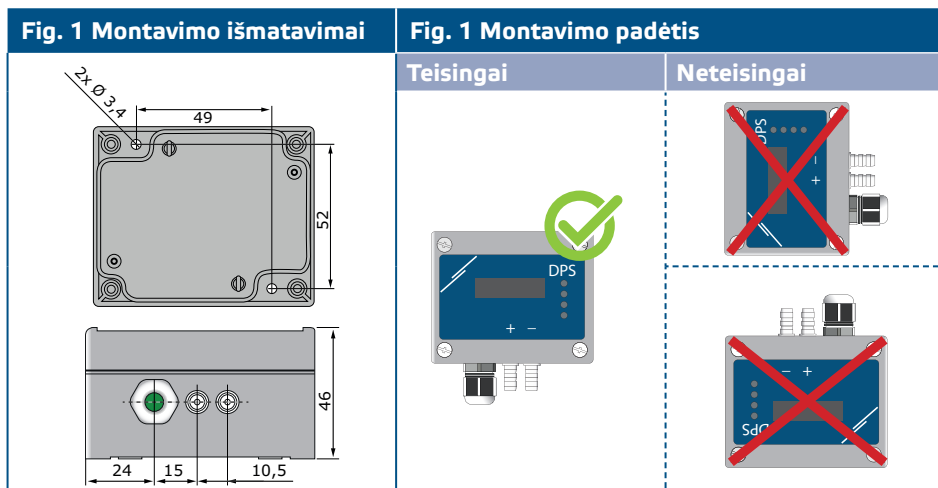 Fig. 1 Montavimo išmatavimai
2x Ø 3,4
49
52
46
24
15
10,5
Fig. 1 Montavimo padėtis
Teisingai
DPS
+ −
Neteisingai
DPS
−
+
− +
DPS